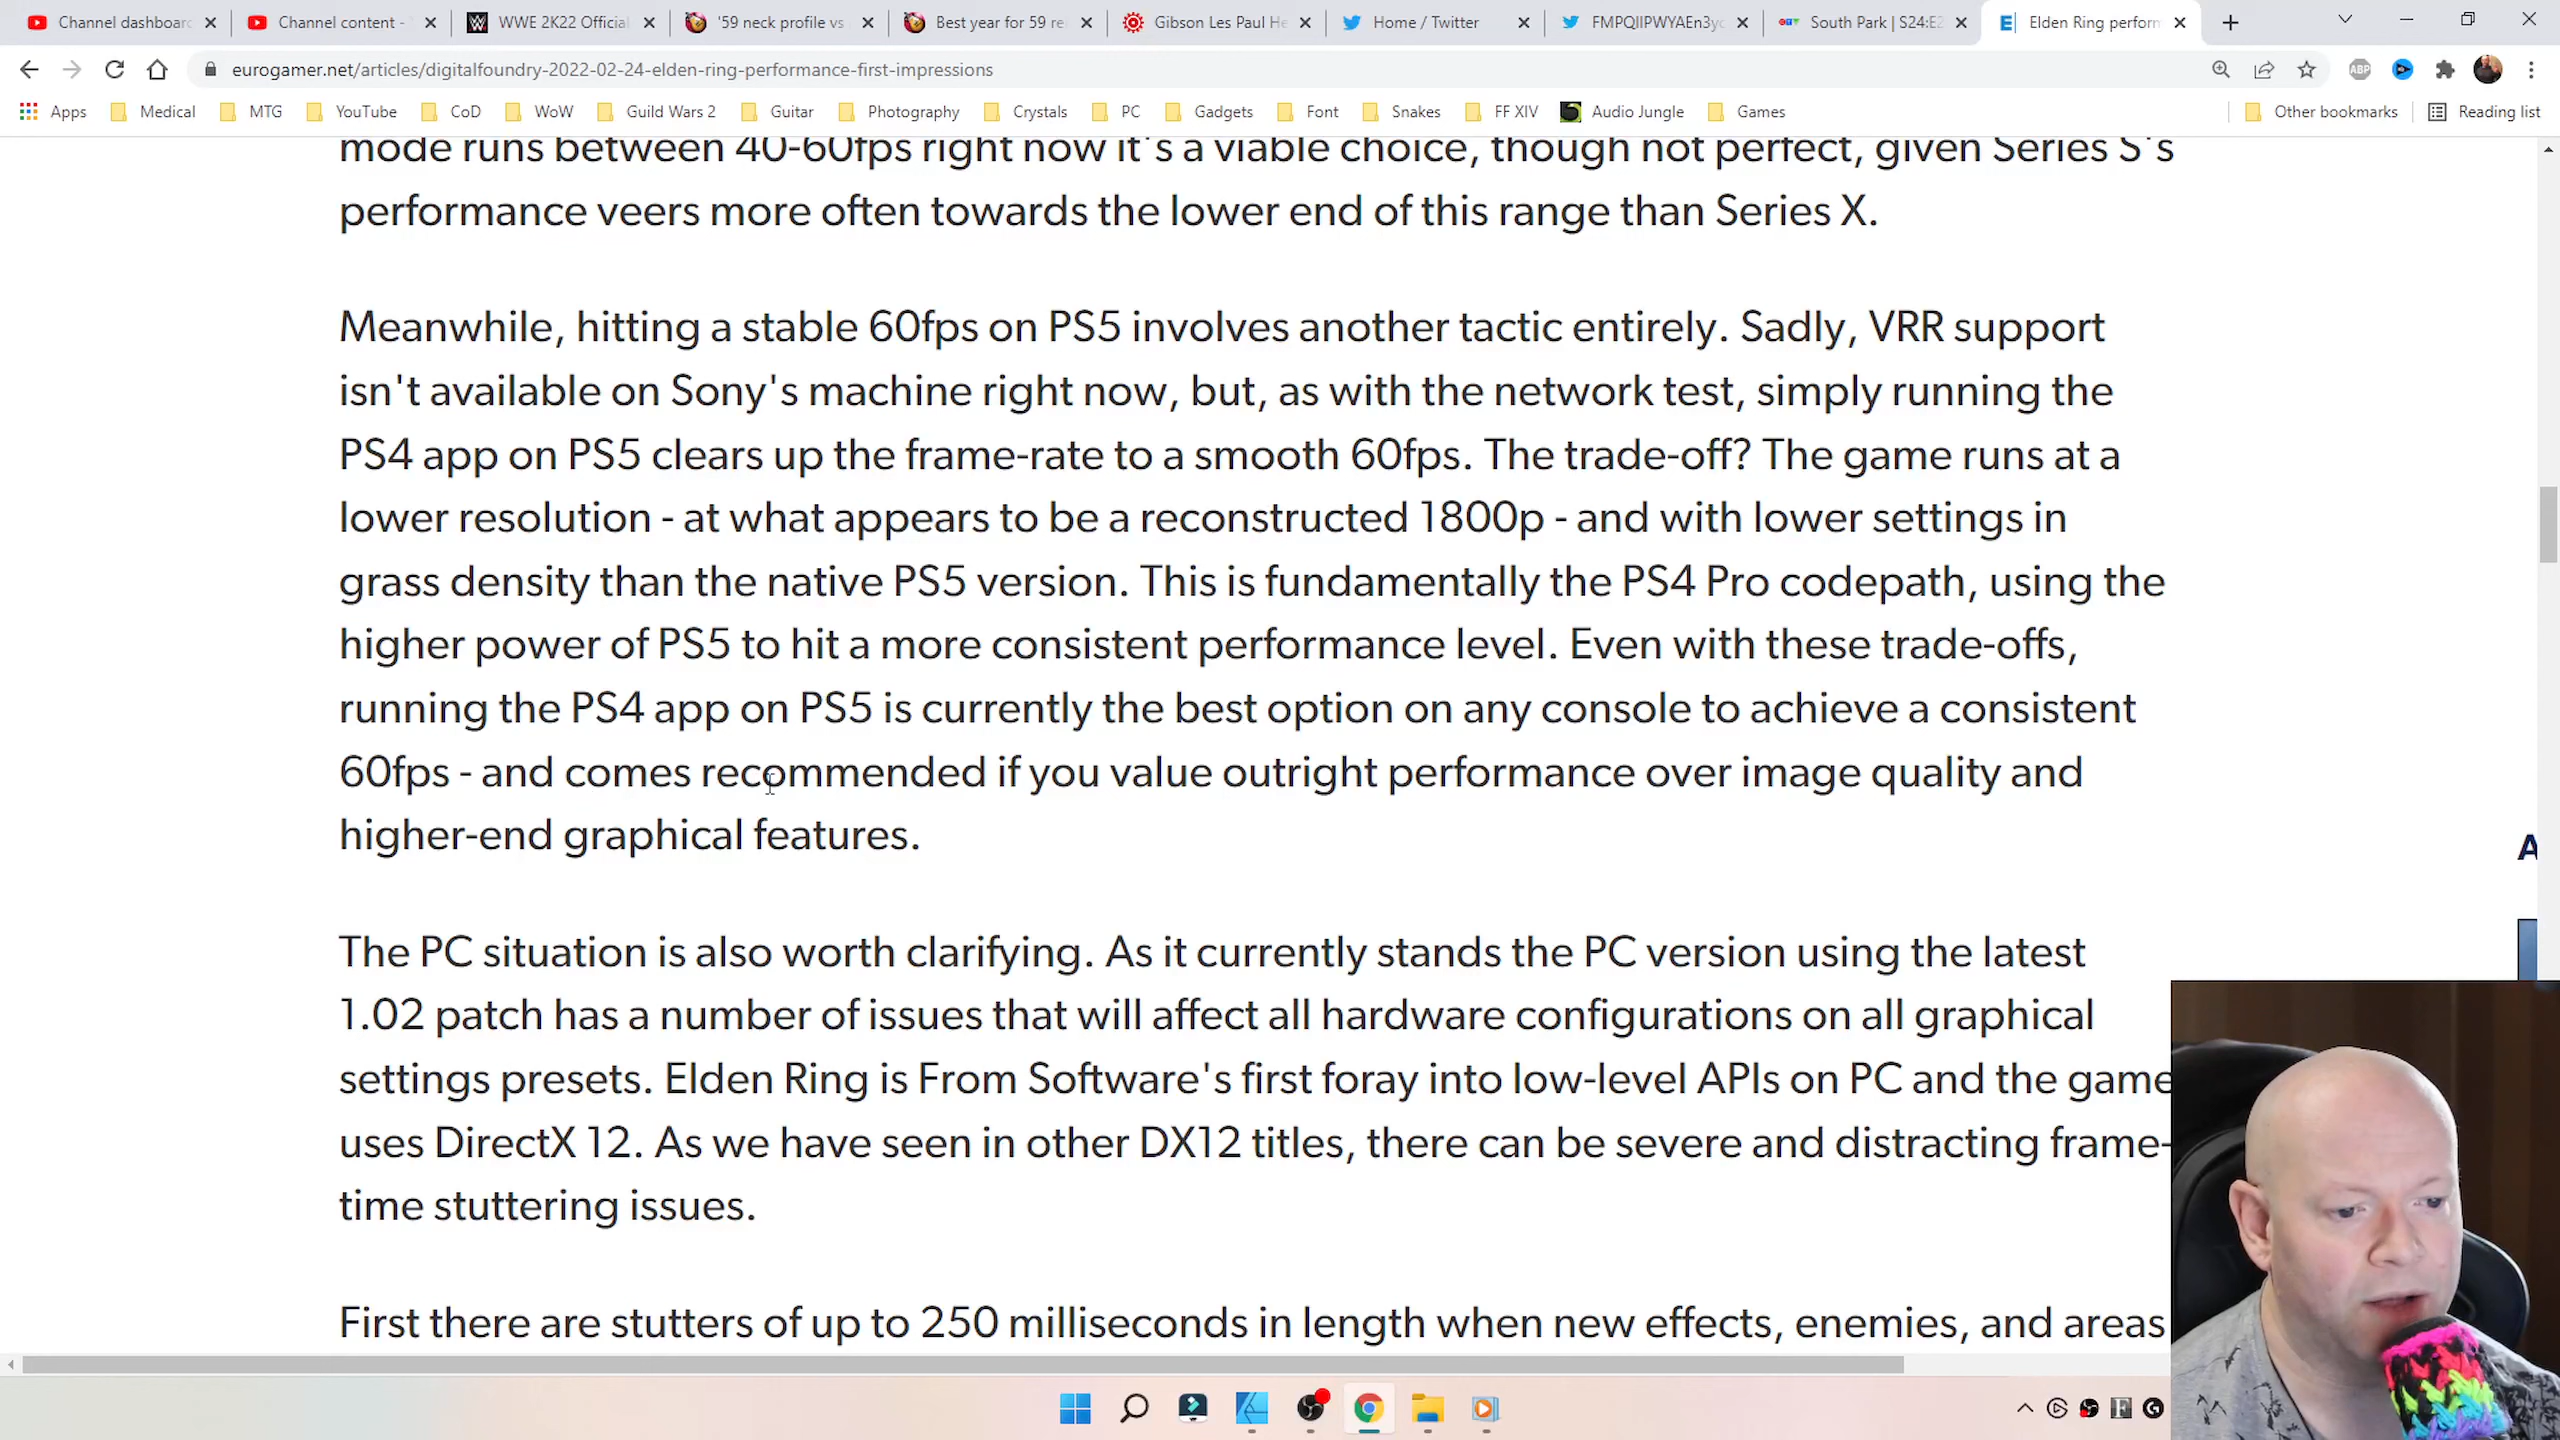 Channel dashboard
Channel content -
WWE 2K22 Official
'59 neck profile vs
Best year for 59 re
Gibson Les Paul He
Home / Twitter
FMPQIIPWYAEn3yc
South Park | S24:E2
Elden Ring perform
eurogamer.net/articles/digitalfoundry-2022-02-24-elden-ring-performance-first-impressions
ABP
Apps Medical MTG YouTube CoD WoW Guild Wars 2 Guitar Photography Crystals PC Gadgets Font Snakes FF XIV Audio Jungle Games Other bookmarks Reading list
mode runs between 40-60fps right now it's a viable choice, though not perfect, given Series S's
performance veers more often towards the lower end of this range than Series X.
Meanwhile, hitting a stable 60fps on PS5 involves another tactic entirely. Sadly, VRR support
isn't available on Sony's machine right now, but, as with the network test, simply running the
PS4 app on PS5 clears up the frame-rate to a smooth 60fps. The trade-off? The game runs at a
lower resolution - at what appears to be a reconstructed 1800p - and with lower settings in
grass density than the native PS5 version. This is fundamentally the PS4 Pro codepath, using the
higher power of PS5 to hit a more consistent performance level. Even with these trade-offs,
running the PS4 app on PS5 is currently the best option on any console to achieve a consistent
60fps - and comes recommended if you value outright performance over image quality and
higher-end graphical features.
A
The PC situation is also worth clarifying. As it currently stands the PC version using the latest
1.02 patch has a number of issues that will affect all hardware configurations on all graphical
settings presets. Elden Ring is From Software's first foray into low-level APIs on PC and the game
uses DirectX 12. As we have seen in other DX12 titles, there can be severe and distracting frame-
time stuttering issues.
First there are stutters of up to 250 milliseconds in length when new effects, enemies, and areas